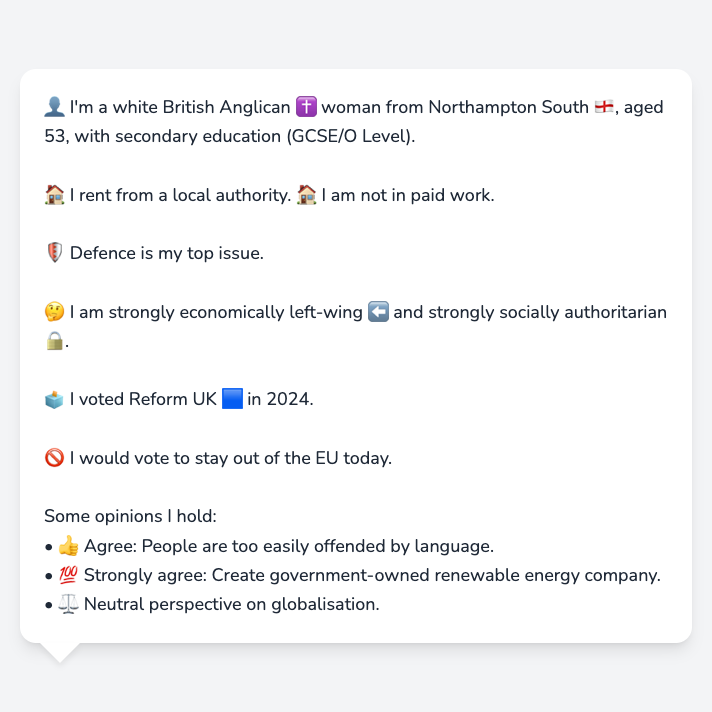 👤 I'm a white British Anglican ✝️ woman from Northampton South 🏴󠁧󠁢󠁥󠁮󠁧󠁿, aged
53, with secondary education (GCSE/O Level).
🏠 I rent from a local authority. 🏠 I am not in paid work.
🛡️ Defence is my top issue.
🤔 I am strongly economically left-wing ⬅️ and strongly socially authoritarian
🔒.
🗳️ I voted Reform UK 🟦 in 2024.
🚫 I would vote to stay out of the EU today.
Some opinions I hold:
• 👍 Agree: People are too easily offended by language.
• 💯 Strongly agree: Create government-owned renewable energy company.
• ⚖️ Neutral perspective on globalisation.